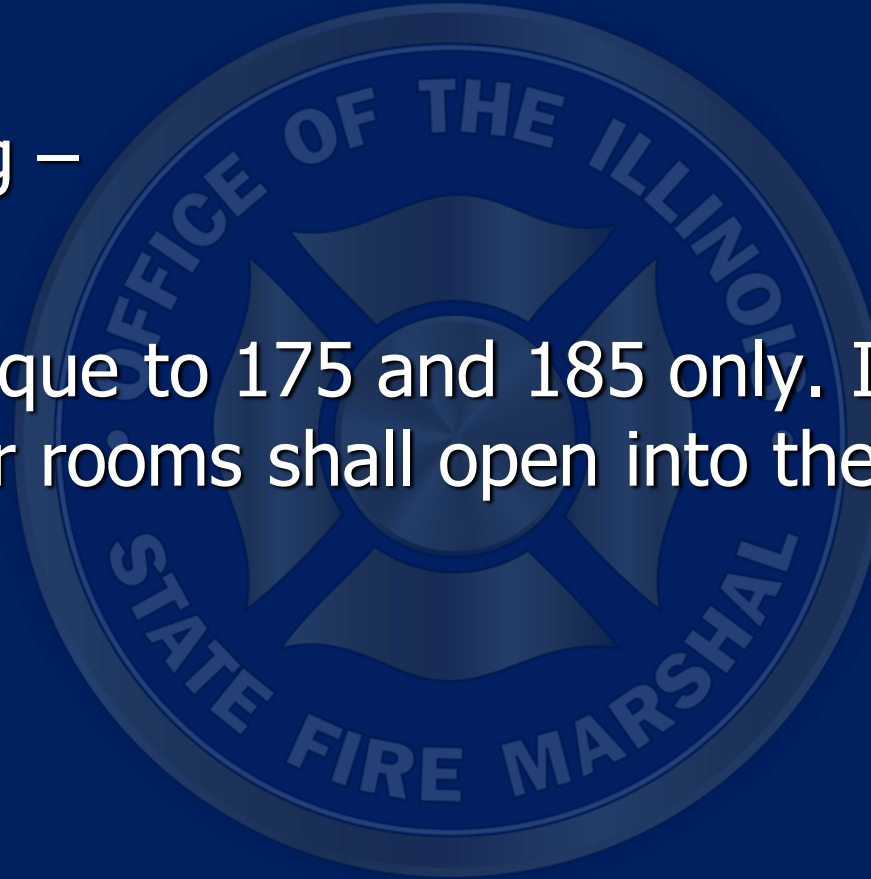 g –
que to 175 and 185 only. I
r rooms shall open into the
OFFICE OF THE ILLINOIS
STATE FIRE MARSHAL